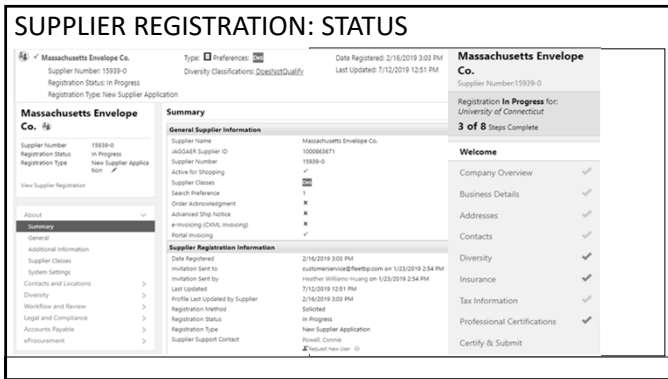 SUPPLIER REGISTRATION: STATUS
Massachusetts Envelope Co.
Supplier Number: 15939-0
Registration Status: In Progress
Registration Type: New Supplier Application
Type: Preferences:
Diversity Classifications: DoesNotQualify
Date Registered: 2/16/2019 3:03 PM
Last Updated: 7/12/2019 12:51 PM
Massachusetts Envelope
Co.
Supplier Number 15939-0
Registration Status In Progress
Registration Type New Supplier Applica
tion
View Supplier Registration
About
Summary
General
Additional Information
Supplier Classes
System Settings
Contacts and Locations
Diversity
Workflow and Review
Legal and Compliance
Accounts Payable
eProcurement
Summary
General Supplier Information
Supplier Name Massachusetts Envelope Co.
JAGGAER Supplier ID 1000863671
Supplier Number 15939-0
Active for Shopping
Supplier Classes
Search Preference 1
Order Acknowledgment
Advanced Ship Notice
e-Invoicing (CXML Invoicing)
Portal Invoicing
Supplier Registration Information
Date Registered 2/16/2019 3:03 PM
Invitation Sent to customerservice@fleetbp.com on 1/23/2019 2:54 PM
Invitation Sent by Heather Williams-Huang on 1/23/2019 2:54 PM
Last Updated 7/12/2019 12:51 PM
Profile Last Updated by Supplier 2/16/2019 3:03 PM
Registration Method Solicited
Registration Status In Progress
Registration Type New Supplier Application
Supplier Support Contact Powell, Connie
Request New User
Massachusetts Envelope
Co.
Supplier Number:15939-0
Registration In Progress for:
University of Connecticut
3 of 8 Steps Complete
Welcome
Company Overview
Business Details
Addresses
Contacts
Diversity
Insurance
Tax Information
Professional Certifications
Certify & Submit